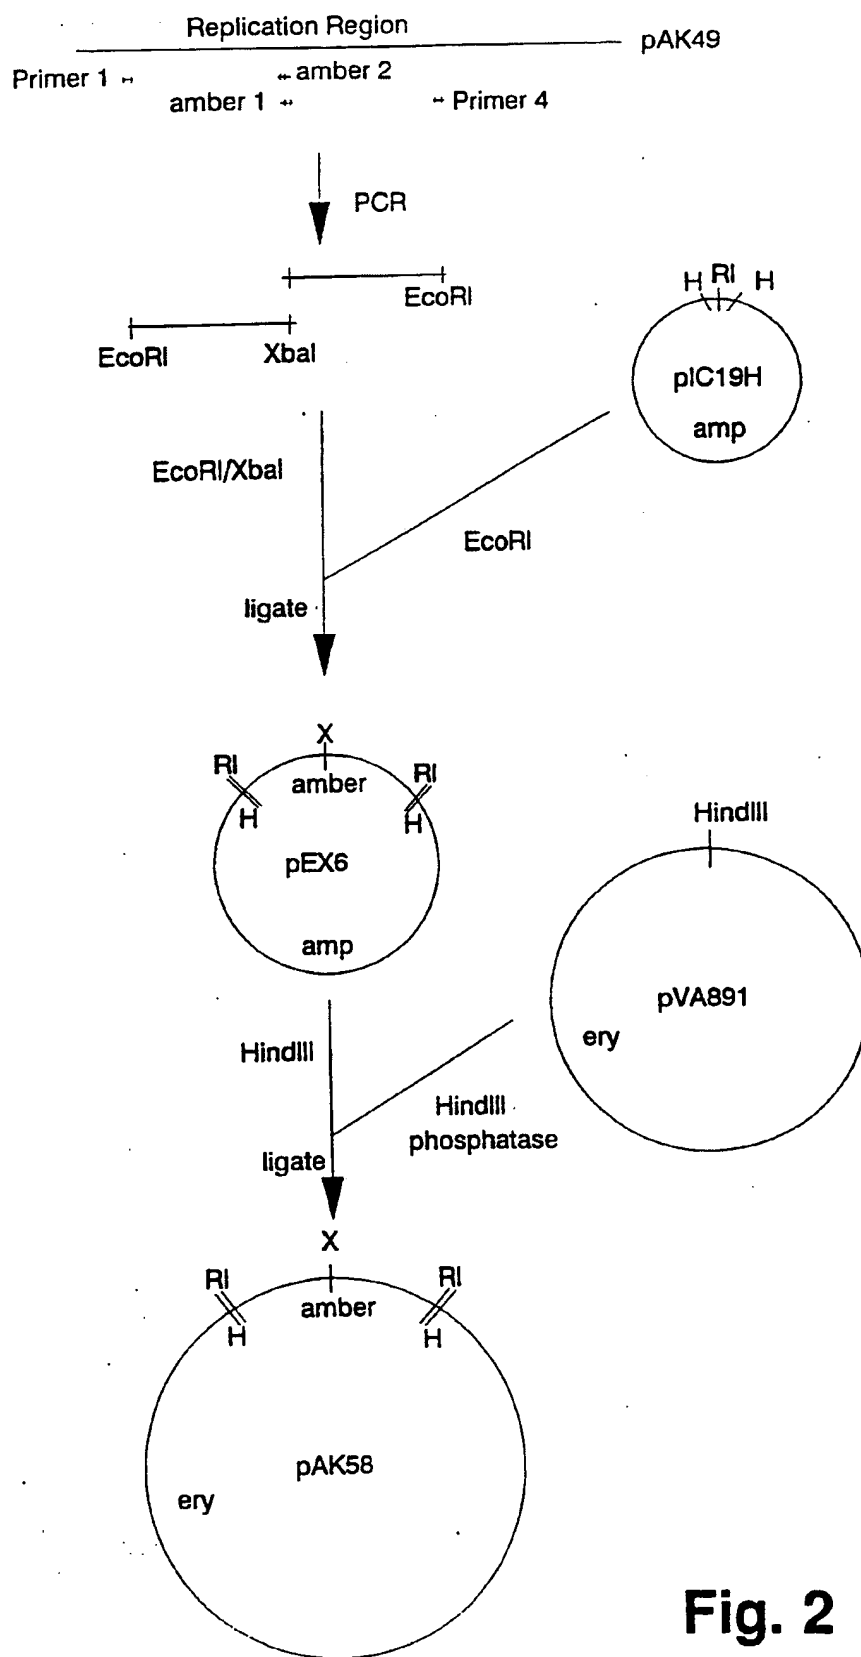 Replication Region
pAK49
Primer 1
amber 2
amber 1
Primer 4
PCR
EcoRI
EcoRI
XbaI
H RI H
pIC19H
amp
EcoRI/XbaI
EcoRI
ligate
X
RI
RI
amber
H
H
pEX6
amp
HindIII
pVA891
ery
HindIII
HindIII
phosphatase
ligate
X
RI
RI
amber
H
H
pAK58
ery
Fig. 2